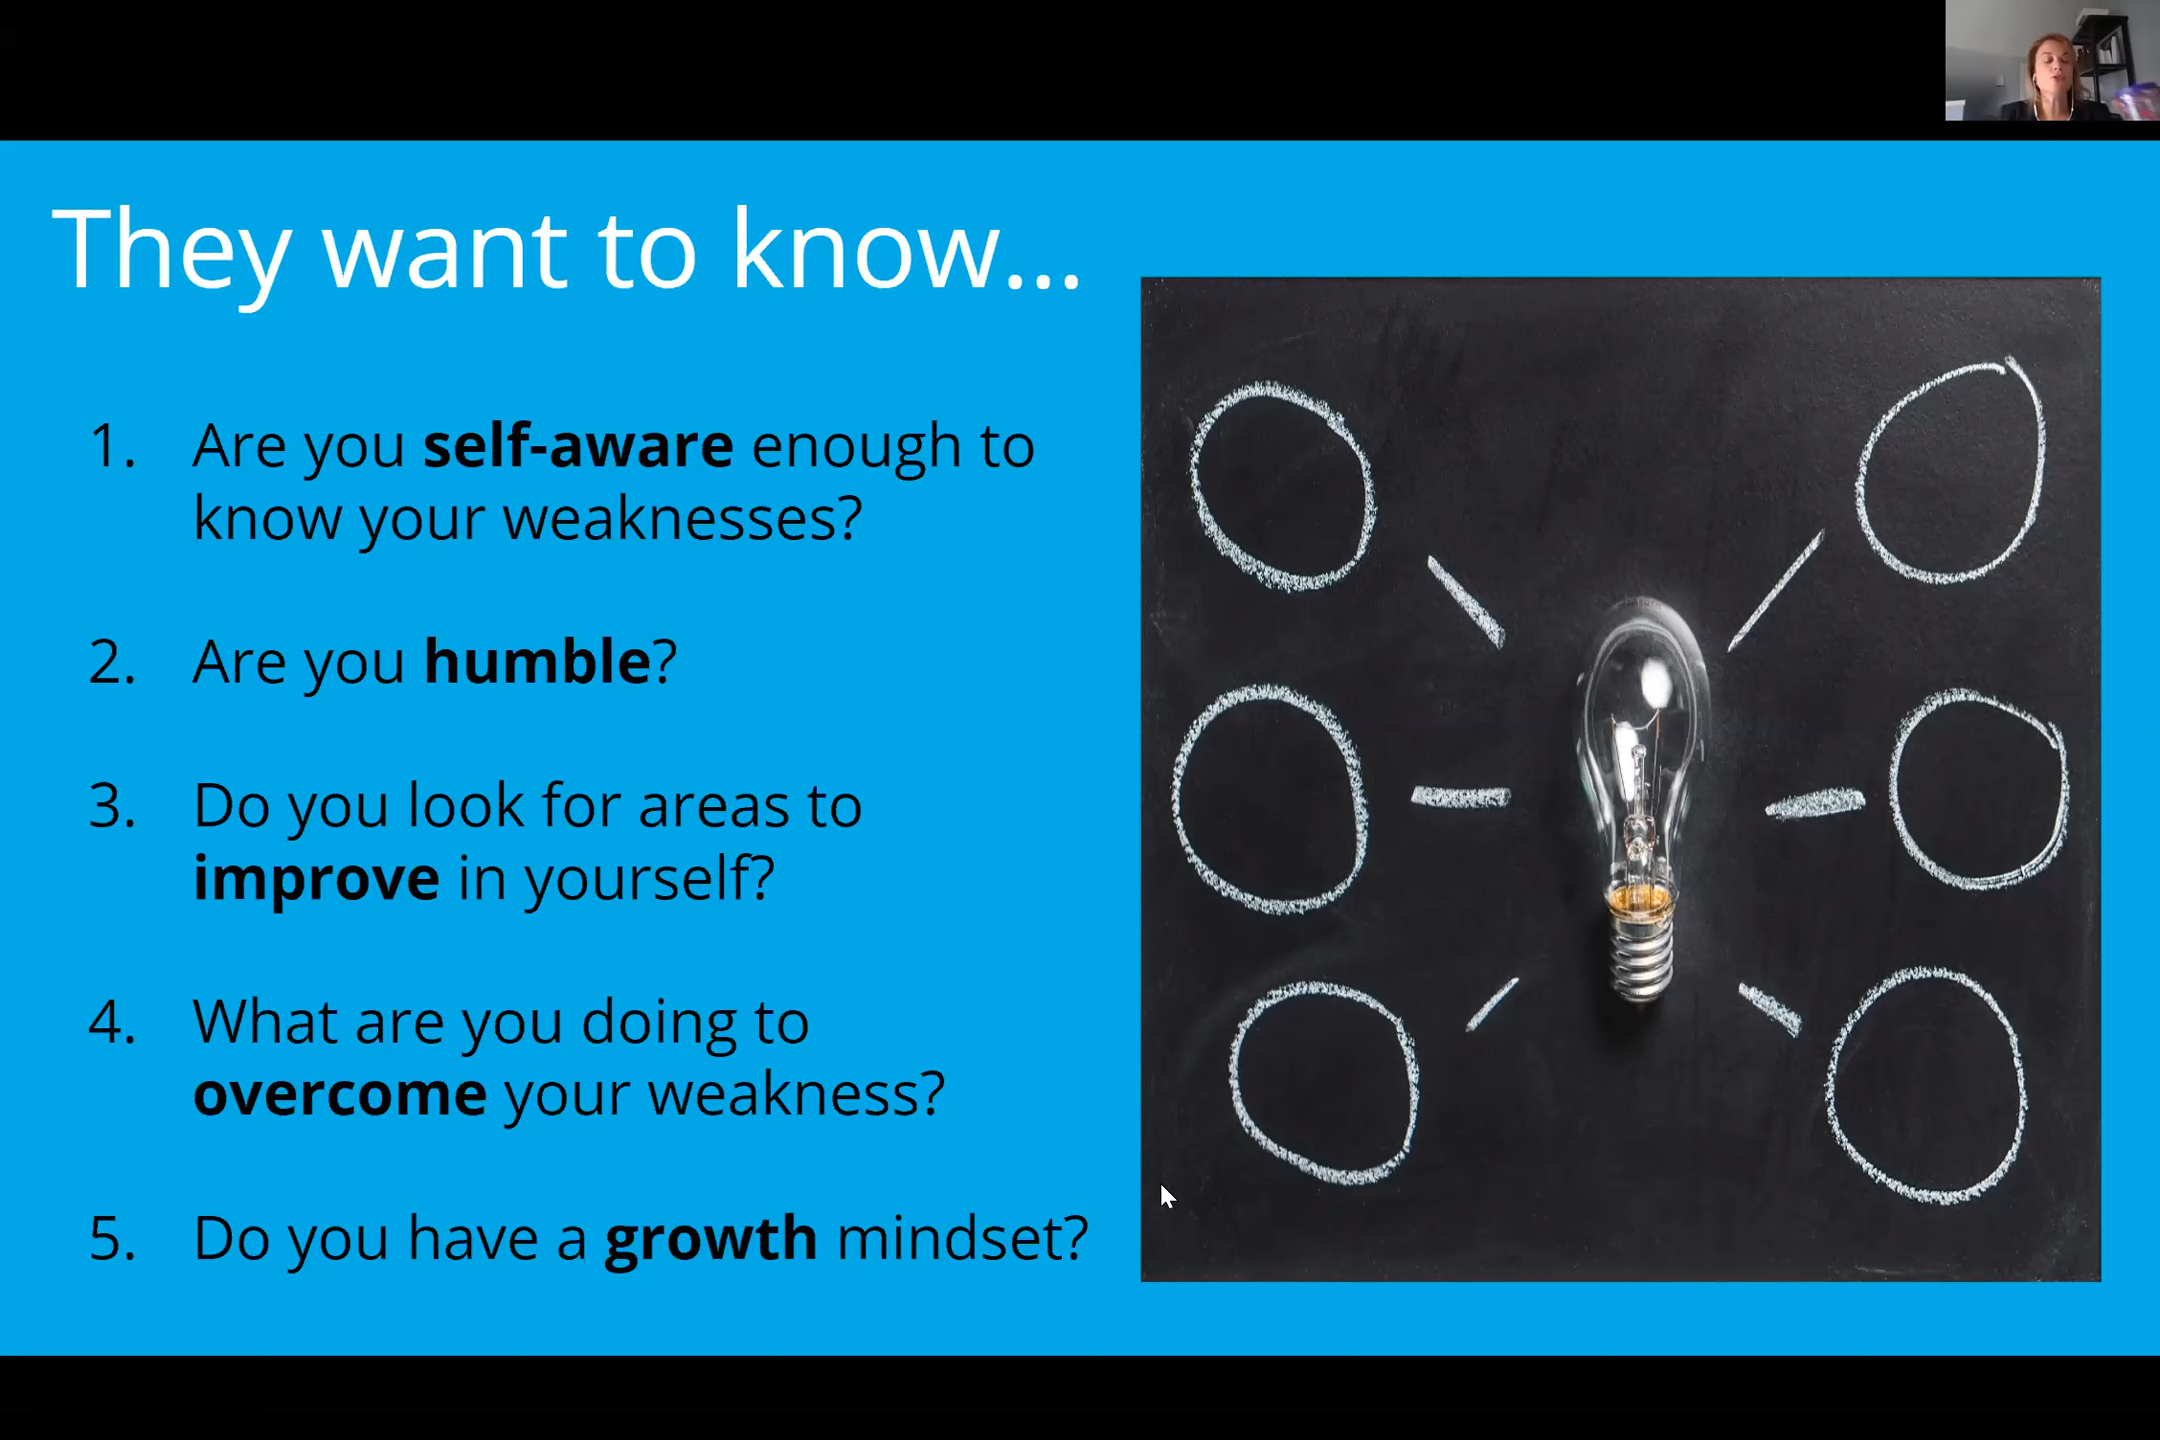 They want to know...
1. Are you self-aware enough to
know your weaknesses?
2. Are you humble?
3. Do you look for areas to
improve in yourself?
4. What are you doing to
overcome your weakness?
5. Do you have a growth mindset?